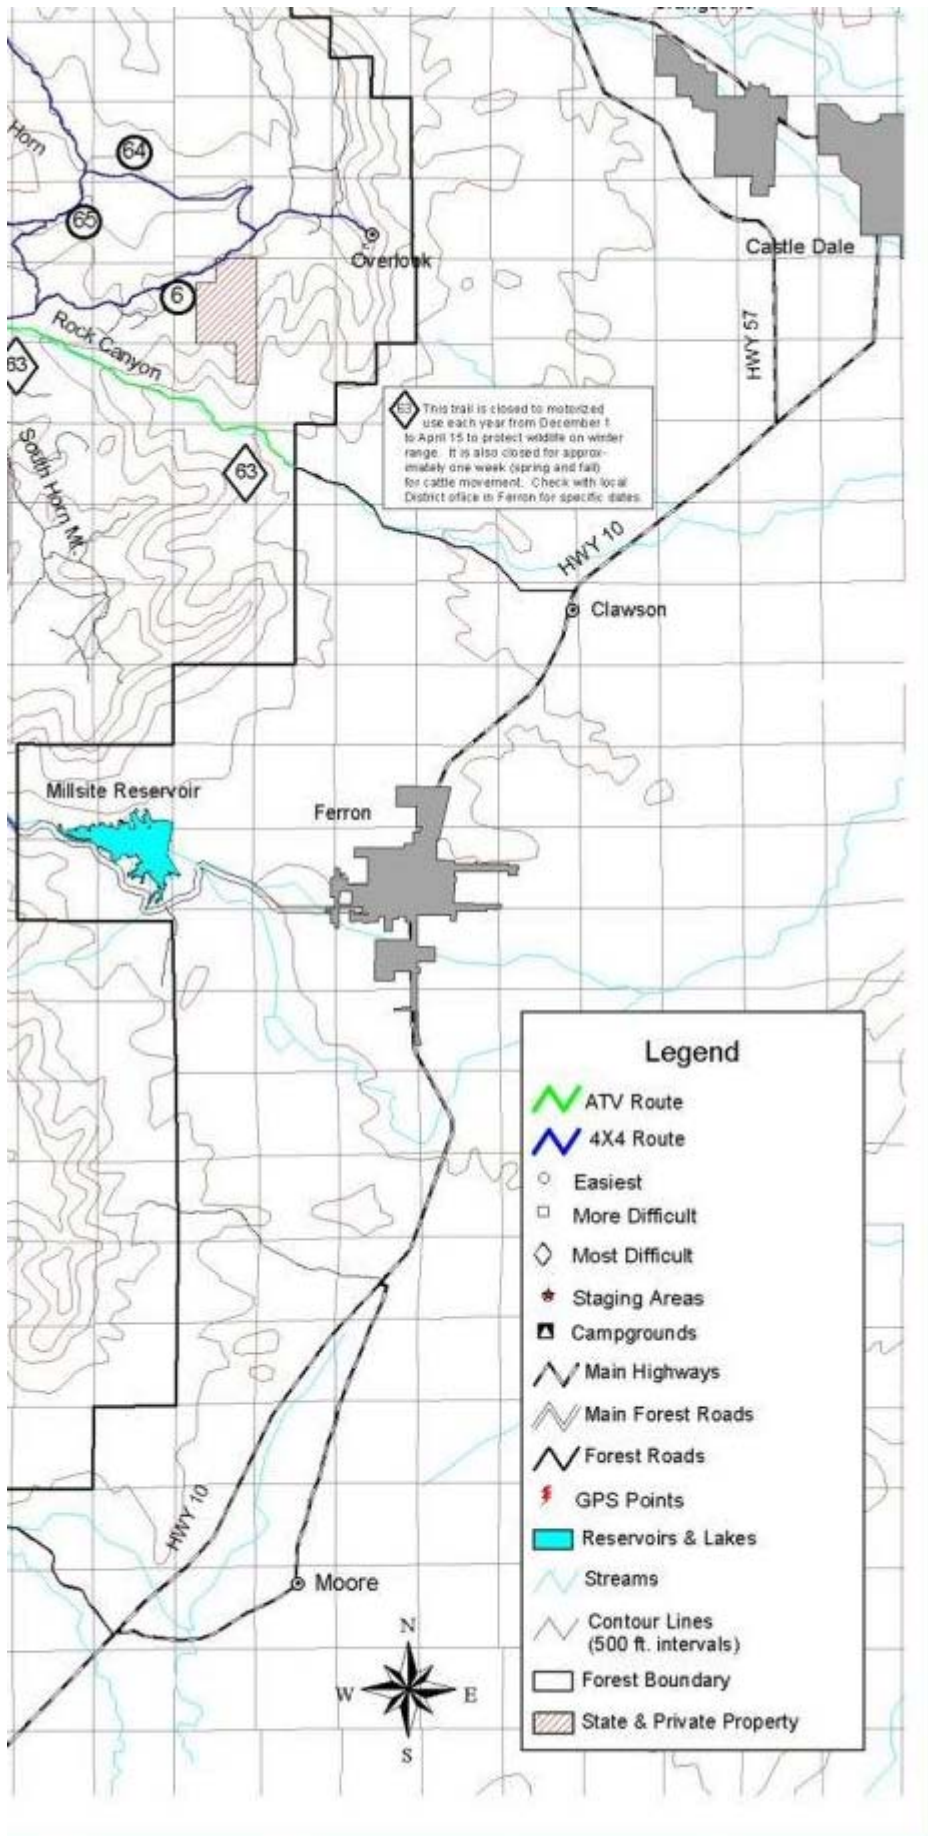 Horn
64
65
Overlook
6
Castle Dale
Rock Canyon
HWY 57
63
63 This trail is closed to motorized
use each year from December 1
to April 15 to protect wildlife on winter
range. It is also closed for approx-
imately one week (spring and fall)
for cattle movement. Check with local
District office in Ferron for specific dates
South Horn Mt.
63
HWY 10
Clawson
Millsite Reservoir
Ferron
Legend
ATV Route
4X4 Route
Easiest
More Difficult
Most Difficult
Staging Areas
Campgrounds
Main Highways
Main Forest Roads
Forest Roads
GPS Points
Reservoirs & Lakes
Streams
Contour Lines
(500 ft. intervals)
Forest Boundary
State & Private Property
HWY 10
Moore
N
W E
S